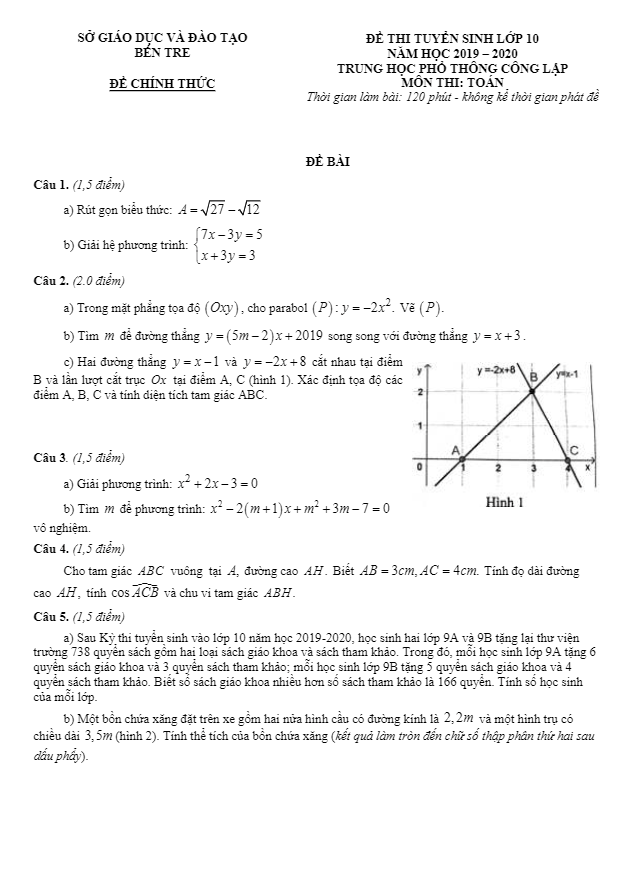 SỞ GIÁO DỤC VÀ ĐÀO TẠO
BẾN TRE
ĐỀ CHÍNH THỨC
ĐỀ THI TUYỂN SINH LỚP 10
NĂM HỌC 2019 – 2020
TRUNG HỌC PHỔ THÔNG CÔNG LẬP
MÔN THI: TOÁN
Thời gian làm bài: 120 phút - không kể thời gian phát đề
ĐỀ BÀI
Câu 1. (1,5 điểm)
a) Rút gọn biểu thức: A = √27 − √12
b) Giải hệ phương trình: {7x − 3y = 5
x + 3y = 3
Câu 2. (2.0 điểm)
a) Trong mặt phẳng tọa độ (Oxy), cho parabol (P): y = −2x². Vẽ (P).
b) Tìm m để đường thẳng y = (5m − 2)x + 2019 song song với đường thẳng y = x + 3.
c) Hai đường thẳng y = x − 1 và y = −2x + 8 cắt nhau tại điểm
B và lần lượt cắt trục Ox tại điểm A, C (hình 1). Xác định tọa độ các
điểm A, B, C và tính diện tích tam giác ABC.
y y=-2x+8 B y=x-1
2
1
A C
0 1 2 3 4 x
Hình 1
Câu 3. (1,5 điểm)
a) Giải phương trình: x² + 2x − 3 = 0
b) Tìm m để phương trình: x² − 2(m + 1)x + m² + 3m − 7 = 0
vô nghiệm.
Câu 4. (1,5 điểm)
Cho tam giác ABC vuông tại A, đường cao AH. Biết AB = 3cm, AC = 4cm. Tính độ dài đường
cao AH, tính cos ACB và chu vi tam giác ABH.
Câu 5. (1,5 điểm)
a) Sau Kỳ thi tuyển sinh vào lớp 10 năm học 2019-2020, học sinh hai lớp 9A và 9B tặng lại thư viện
trường 738 quyển sách gồm hai loại sách giáo khoa và sách tham khảo. Trong đó, mỗi học sinh lớp 9A tặng 6
quyển sách giáo khoa và 3 quyển sách tham khảo; mỗi học sinh lớp 9B tặng 5 quyển sách giáo khoa và 4
quyển sách tham khảo. Biết số sách giáo khoa nhiều hơn số sách tham khảo là 166 quyển. Tính số học sinh
của mỗi lớp.
b) Một bồn chứa xăng đặt trên xe gồm hai nửa hình cầu có đường kính là 2,2m và một hình trụ có
chiều dài 3,5m (hình 2). Tính thể tích của bồn chứa xăng (kết quả làm tròn đến chữ số thập phân thứ hai sau
dấu phẩy).